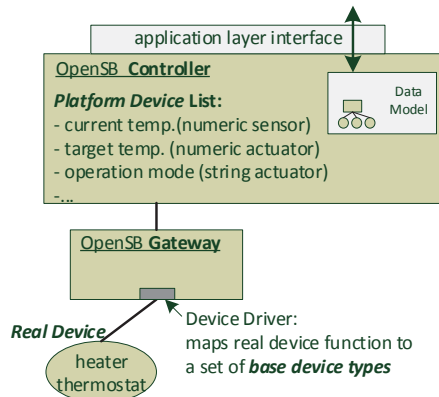 application layer interface
OpenSB Controller
Platform Device List:
- current temp.(numeric sensor)
- target temp. (numeric actuator)
- operation mode (string actuator)
-...
Data
Model
OpenSB Gateway
Real Device
Device Driver:
maps real device function to
a set of base device types
heater
thermostat